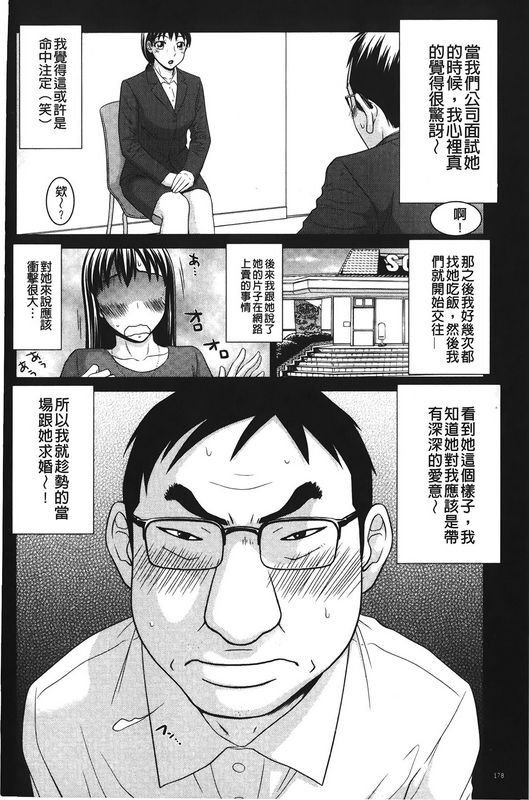 當我們公司面試她
的時候，我心裡真
的覺得很驚訝～
啊！
我覺得這或許是
命中注定（笑）
欸～？
那之後我好幾次都
找她吃飯，然後我
們就開始交往—
後來我跟她說了
她的片子在網路
上賣的事情
對她來說應該
衝擊很大…
あぁ…
あぅ
あぅ
看到她這個樣子，我
知道她對我應該是帶
有深深的愛意～
所以我就趁勢的當
場跟她求婚～！
178